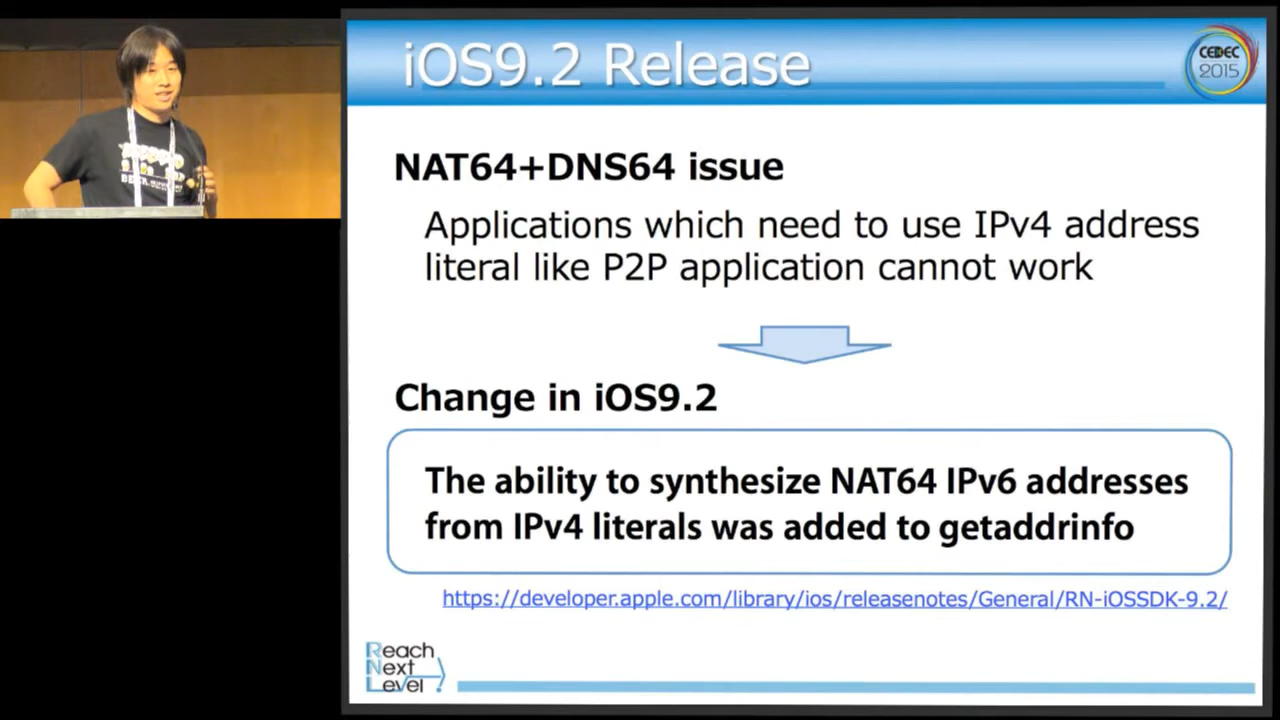 iOS9.2 Release
CEDEC
2015
NAT64+DNS64 issue
Applications which need to use IPv4 address
literal like P2P application cannot work
Change in iOS9.2
The ability to synthesize NAT64 IPv6 addresses
from IPv4 literals was added to getaddrinfo
https://developer.apple.com/library/ios/releasenotes/General/RN-iOSSDK-9.2/
Reach
Next
Level